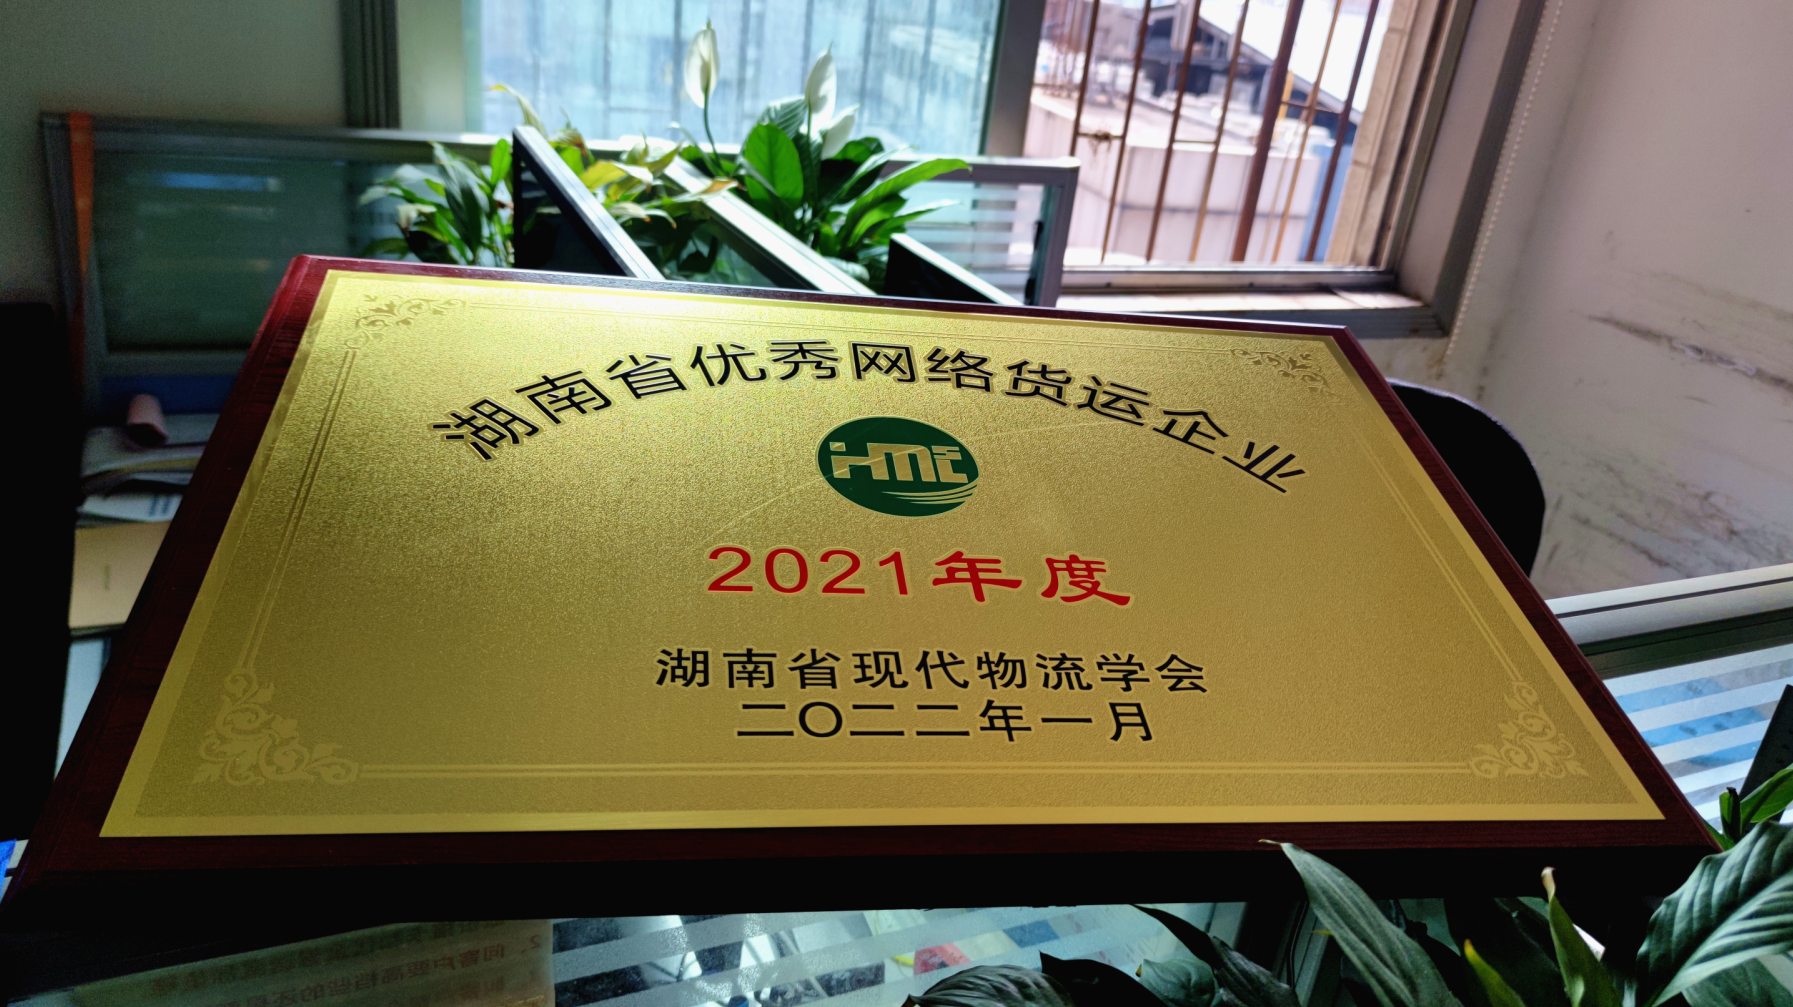 湖南省优秀网络货运企业
2021年度
湖南省现代物流学会
二〇二二年一月